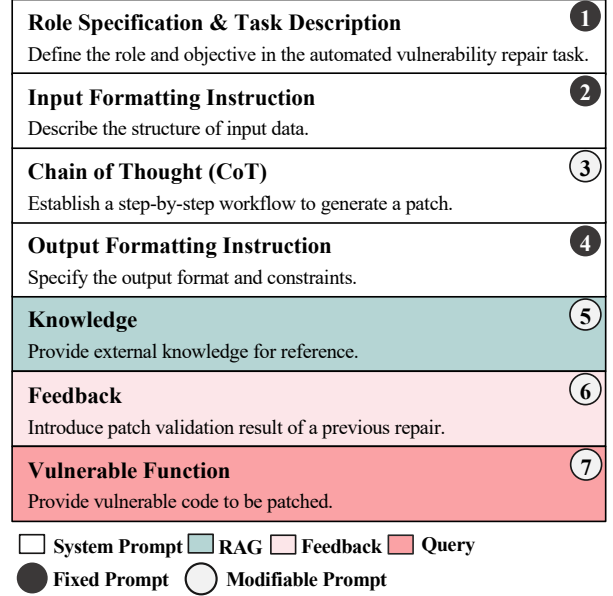 Role Specification & Task Description 1
Define the role and objective in the automated vulnerability repair task.
Input Formatting Instruction 2
Describe the structure of input data.
Chain of Thought (CoT) 3
Establish a step-by-step workflow to generate a patch.
Output Formatting Instruction 4
Specify the output format and constraints.
Knowledge 5
Provide external knowledge for reference.
Feedback 6
Introduce patch validation result of a previous repair.
Vulnerable Function 7
Provide vulnerable code to be patched.
System Prompt RAG Feedback Query
Fixed Prompt Modifiable Prompt